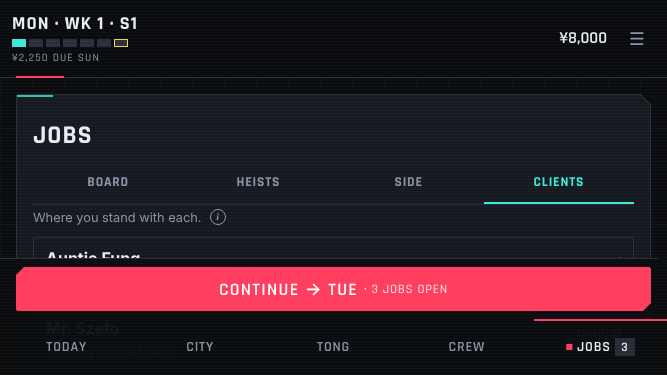 MON · WK 1 · S1
¥2,250 DUE SUN
¥8,000
JOBS
BOARD HEISTS SIDE CLIENTS
Where you stand with each. i
Auntie Fung
CONTINUE → TUE · 3 JOBS OPEN
Mr. Szeto
TODAY CITY TONG CREW JOBS 3